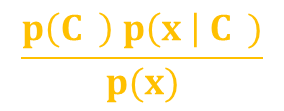 p(C ) p(x | C )
p(x)